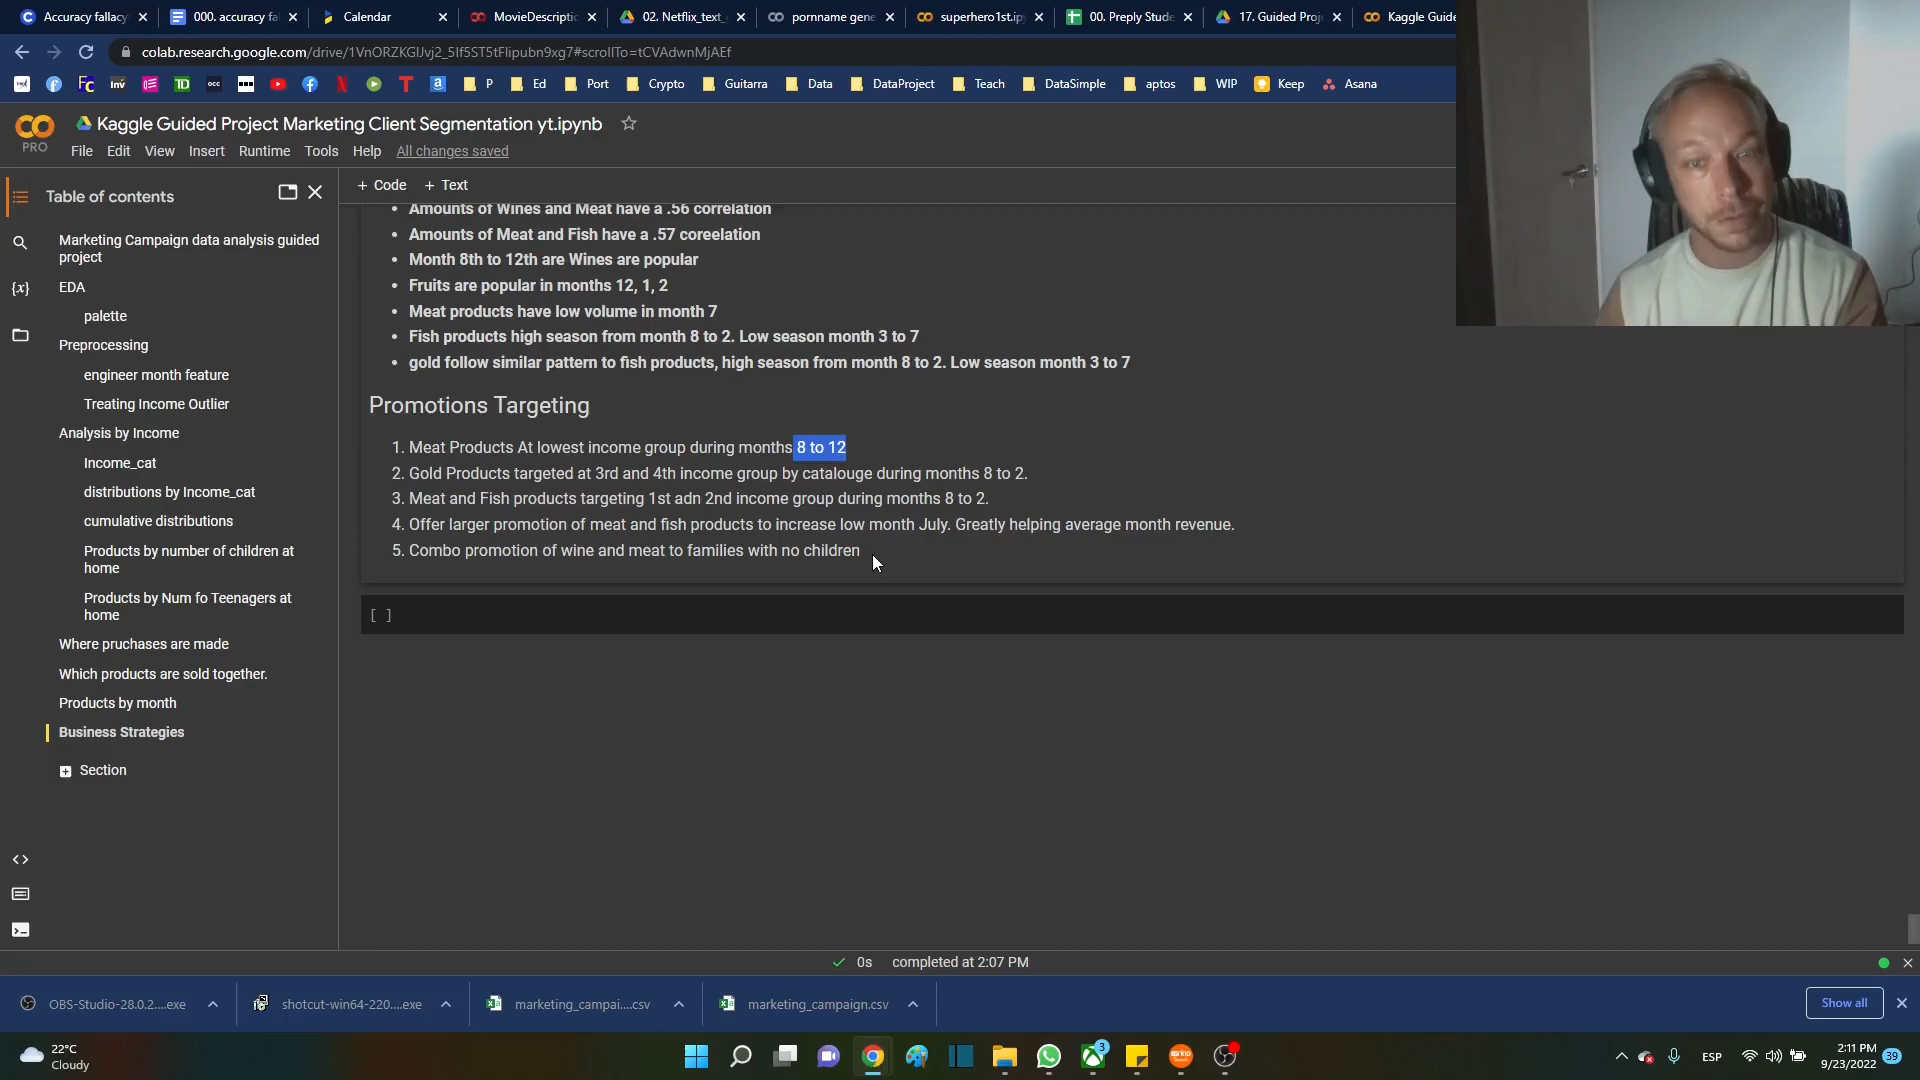 Accuracy fallacy
000. accuracy fa
Calendar
MovieDescriptio
02. Netflix_text_
pornname gene
superhero1st.ip
00. Preply Stude
17. Guided Proj
Kaggle Guide
colab.research.google.com/drive/1VnORZKGIJvj2_5If5ST5tFlipubn9xg7#scrollTo=tCVAdwnMjAEf
P
Ed
Port
Crypto
Guitarra
Data
DataProject
Teach
DataSimple
aptos
WIP
Keep
Asana
PRO
Kaggle Guided Project Marketing Client Segmentation yt.ipynb
File Edit View Insert Runtime Tools Help All changes saved
Table of contents
+ Code + Text
Marketing Campaign data analysis guided
project
EDA
palette
Preprocessing
engineer month feature
Treating Income Outlier
Analysis by Income
Income_cat
distributions by Income_cat
cumulative distributions
Products by number of children at
home
Products by Num fo Teenagers at
home
Where pruchases are made
Which products are sold together.
Products by month
Business Strategies
Section
• Amounts of Wines and Meat have a .56 correlation
• Amounts of Meat and Fish have a .57 coreelation
• Month 8th to 12th are Wines are popular
• Fruits are popular in months 12, 1, 2
• Meat products have low volume in month 7
• Fish products high season from month 8 to 2. Low season month 3 to 7
• gold follow similar pattern to fish products, high season from month 8 to 2. Low season month 3 to 7
Promotions Targeting
1. Meat Products At lowest income group during months 8 to 12
2. Gold Products targeted at 3rd and 4th income group by catalouge during months 8 to 2.
3. Meat and Fish products targeting 1st adn 2nd income group during months 8 to 2.
4. Offer larger promotion of meat and fish products to increase low month July. Greatly helping average month revenue.
5. Combo promotion of wine and meat to families with no children
[ ]
0s completed at 2:07 PM
OBS-Studio-28.0.2....exe
shotcut-win64-220....exe
marketing_campai....csv
marketing_campaign.csv
Show all
22°C
Cloudy
3
ESP
2:11 PM
9/23/2022
39